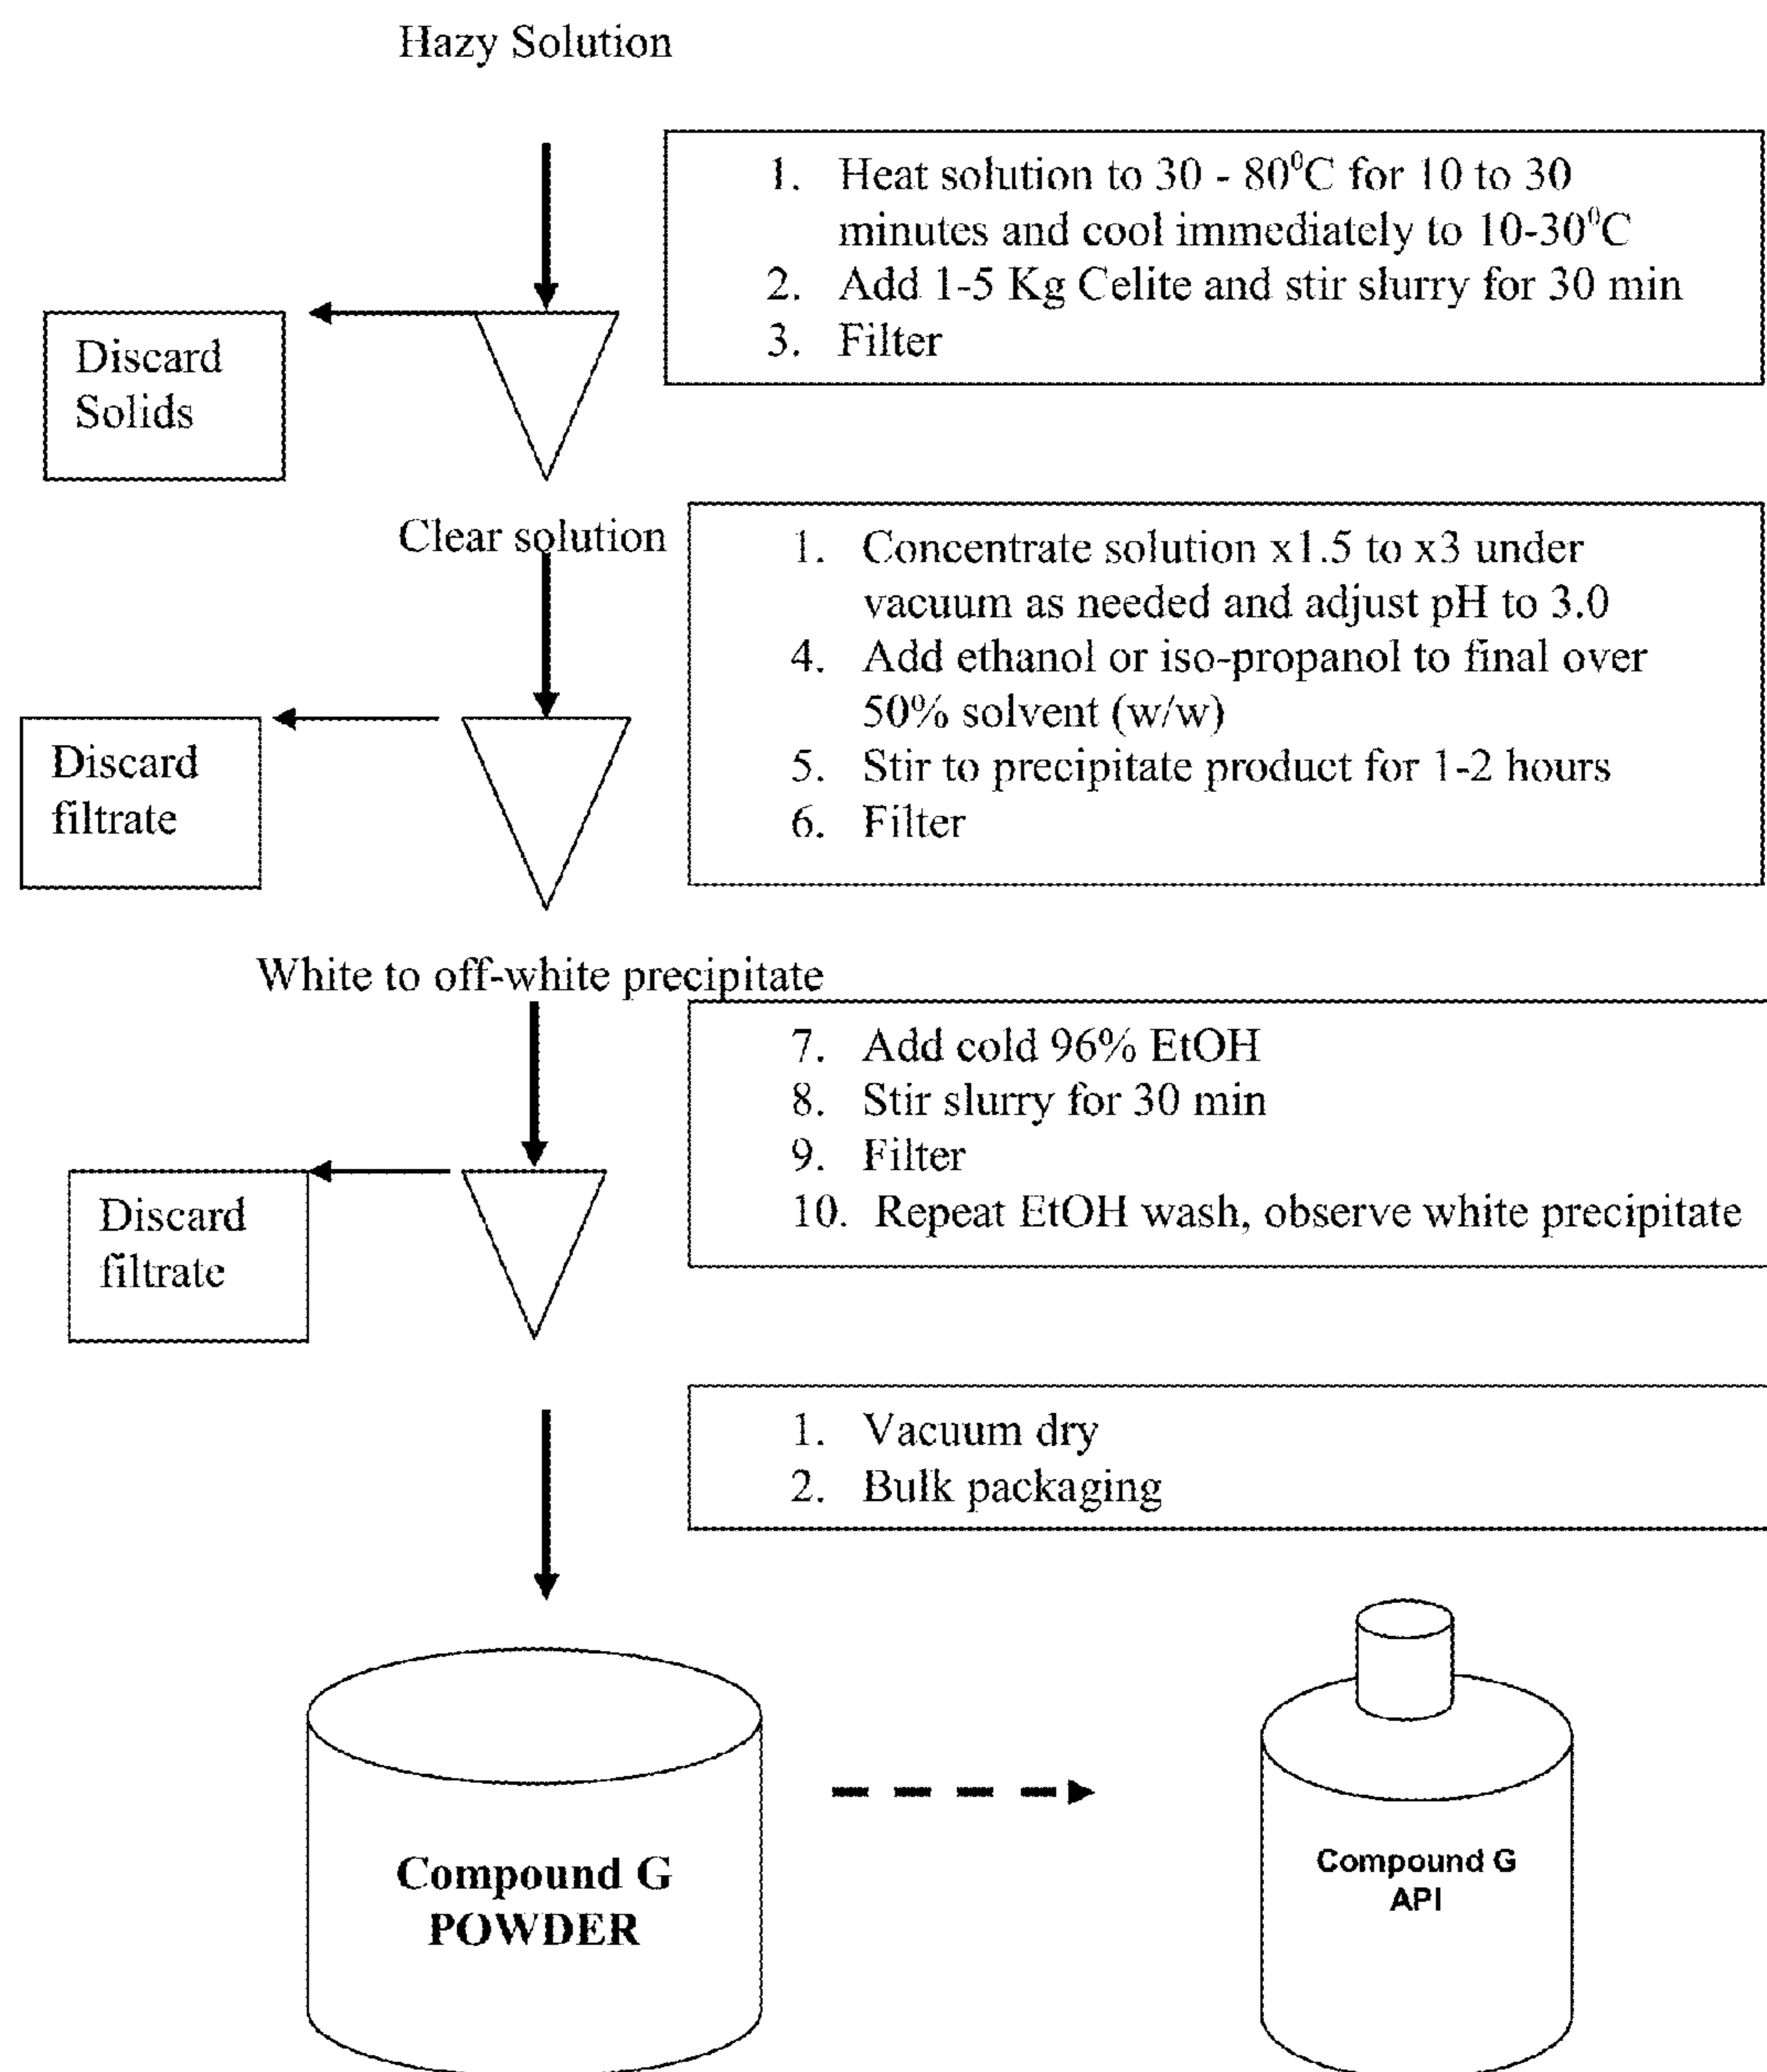 Hazy Solution
1. Heat solution to 30 - 80⁰C for 10 to 30
minutes and cool immediately to 10-30⁰C
2. Add 1-5 Kg Celite and stir slurry for 30 min
3. Filter
Discard
Solids
Clear solution
1. Concentrate solution x1.5 to x3 under
vacuum as needed and adjust pH to 3.0
4. Add ethanol or iso-propanol to final over
50% solvent (w/w)
5. Stir to precipitate product for 1-2 hours
6. Filter
Discard
filtrate
White to off-white precipitate
7. Add cold 96% EtOH
8. Stir slurry for 30 min
9. Filter
10. Repeat EtOH wash, observe white precipitate
Discard
filtrate
1. Vacuum dry
2. Bulk packaging
Compound G
POWDER
Compound G
API